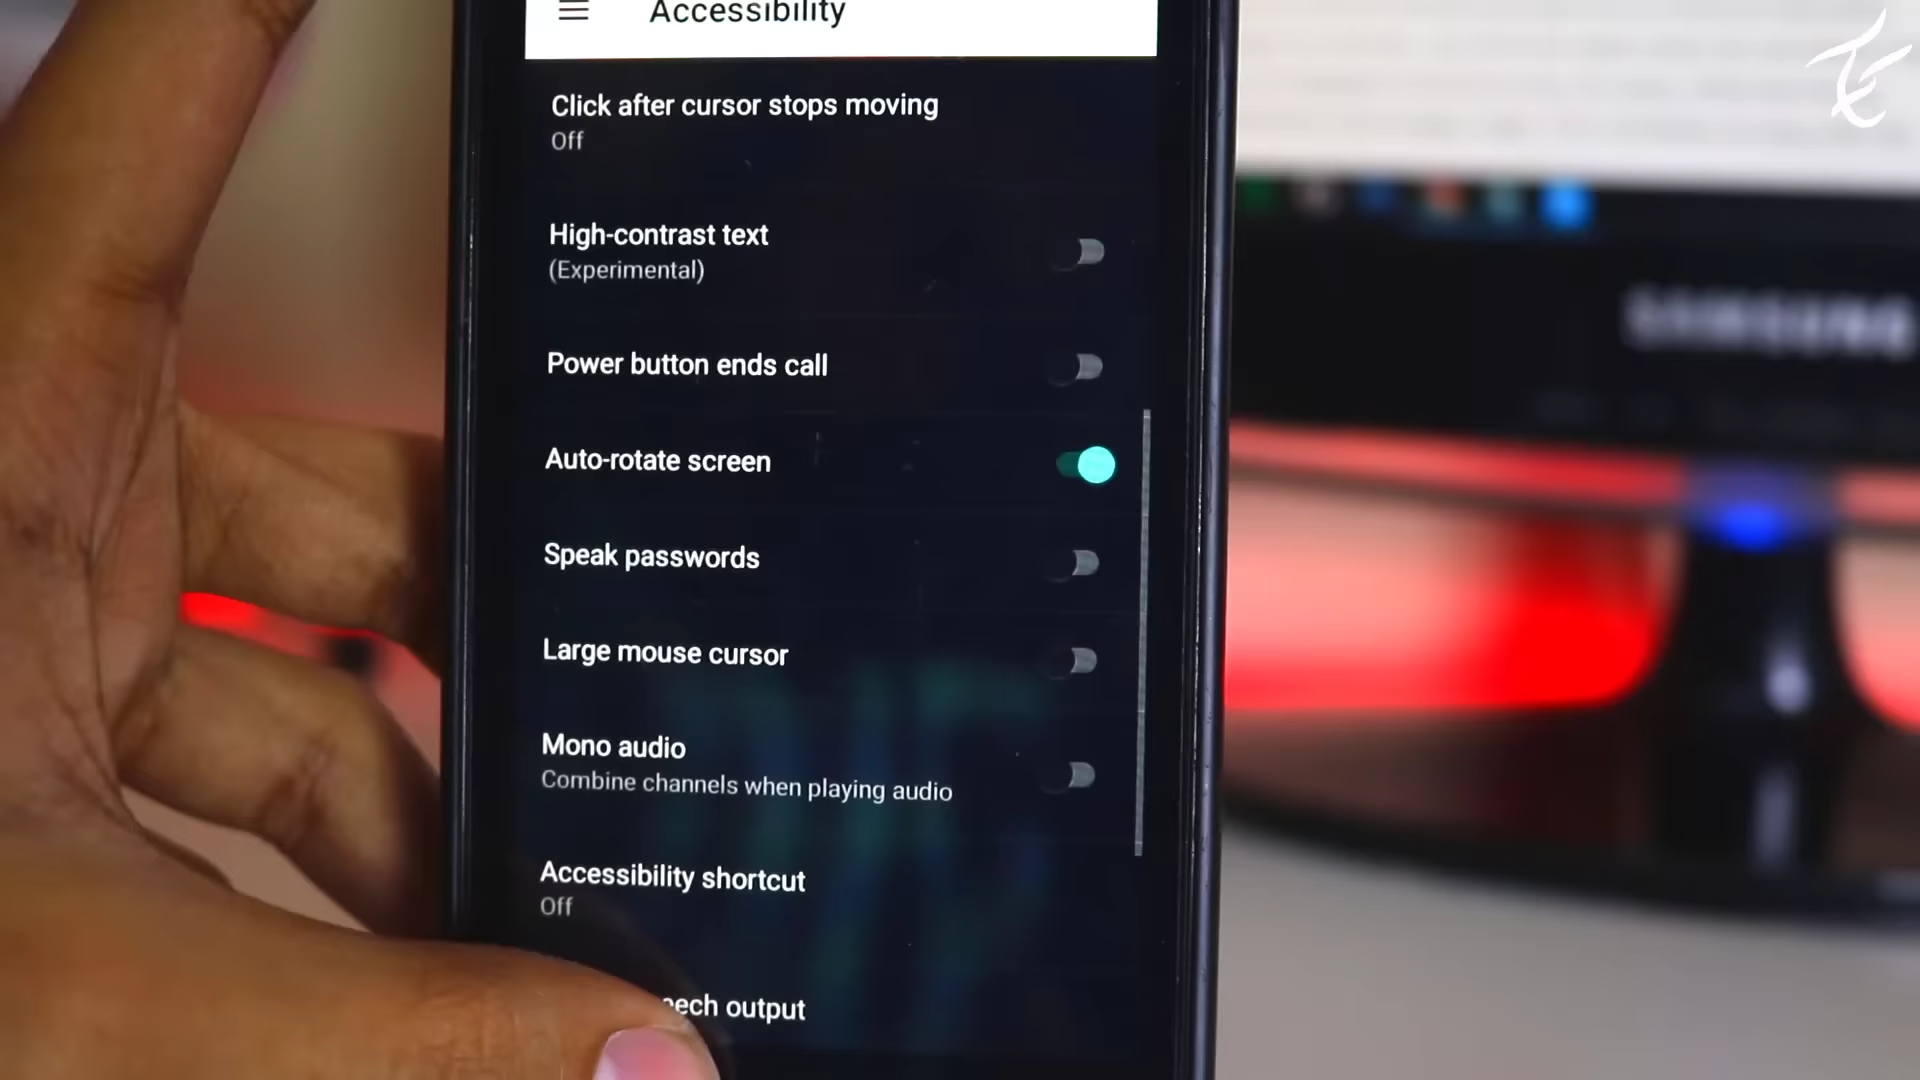 Accessibility
Click after cursor stops moving
Off
High-contrast text
(Experimental)
Power button ends call
Auto-rotate screen
Speak passwords
Large mouse cursor
Mono audio
Combine channels when playing audio
Accessibility shortcut
Off
output
SAMSUNG